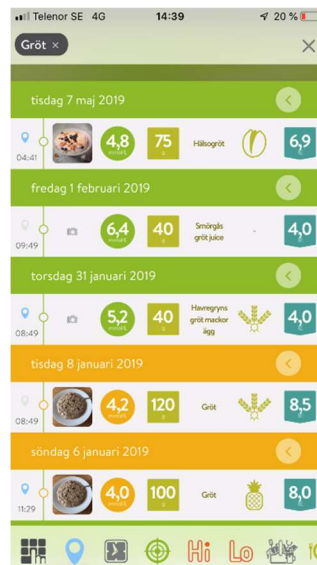 Telenor SE 4G 14:39 20 %
Gröt ×
tisdag 7 maj 2019
04:41 4,8 mmol/L 75 g Hälsogröt 6,9
fredag 1 februari 2019
09:49 6,4 mmol/L 40 g Smörgås gröt juice - 4,0
torsdag 31 januari 2019
08:49 5,2 mmol/L 40 g Havregryns gröt mackor ägg 4,0
tisdag 8 januari 2019
08:49 4,2 mmol/L 120 g Gröt 8,5
söndag 6 januari 2019
11:29 4,0 mmol/L 100 g Gröt 8,0
Hi Lo